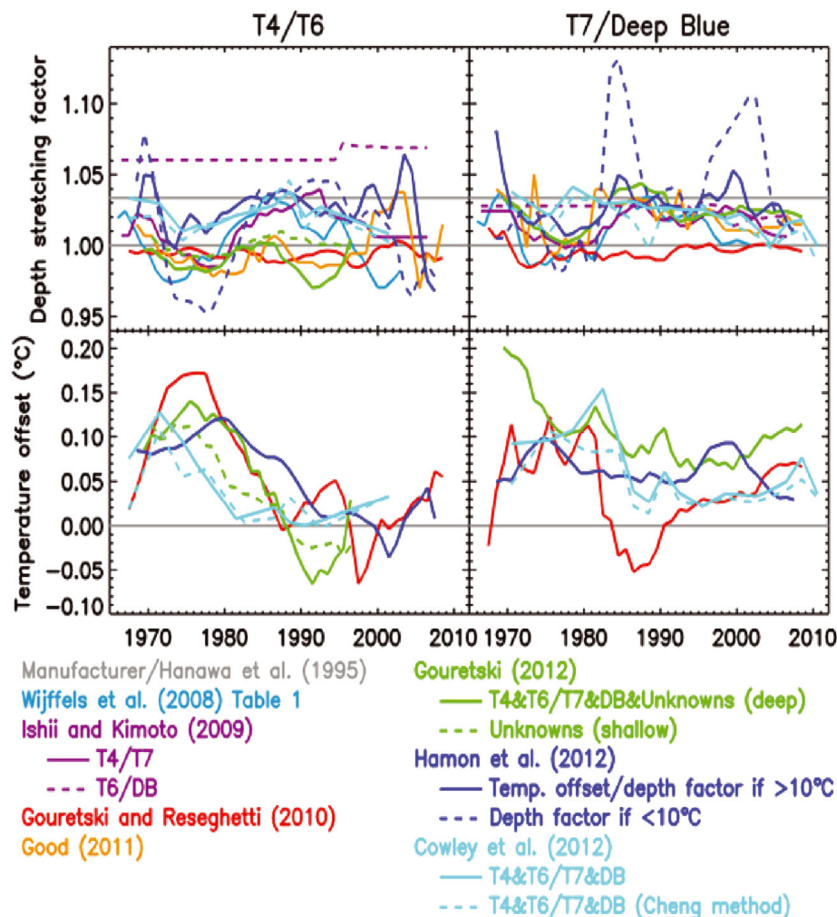 T4/T6
T7/Deep Blue
Depth stretching factor
1.10
1.05
1.00
0.95
Temperature offset (°C)
0.20
0.15
0.10
0.05
0.00
−0.05
−0.10
1970 1980 1990 2000 2010
1970 1980 1990 2000 2010
Manufacturer/Hanawa et al. (1995)
Wijffels et al. (2008) Table 1
Ishii and Kimoto (2009)
T4/T7
T6/DB
Gouretski and Reseghetti (2010)
Good (2011)
Gouretski (2012)
T4&T6/T7&DB&Unknowns (deep)
Unknowns (shallow)
Hamon et al. (2012)
Temp. offset/depth factor if >10°C
Depth factor if <10°C
Cowley et al. (2012)
T4&T6/T7&DB
T4&T6/T7&DB (Cheng method)